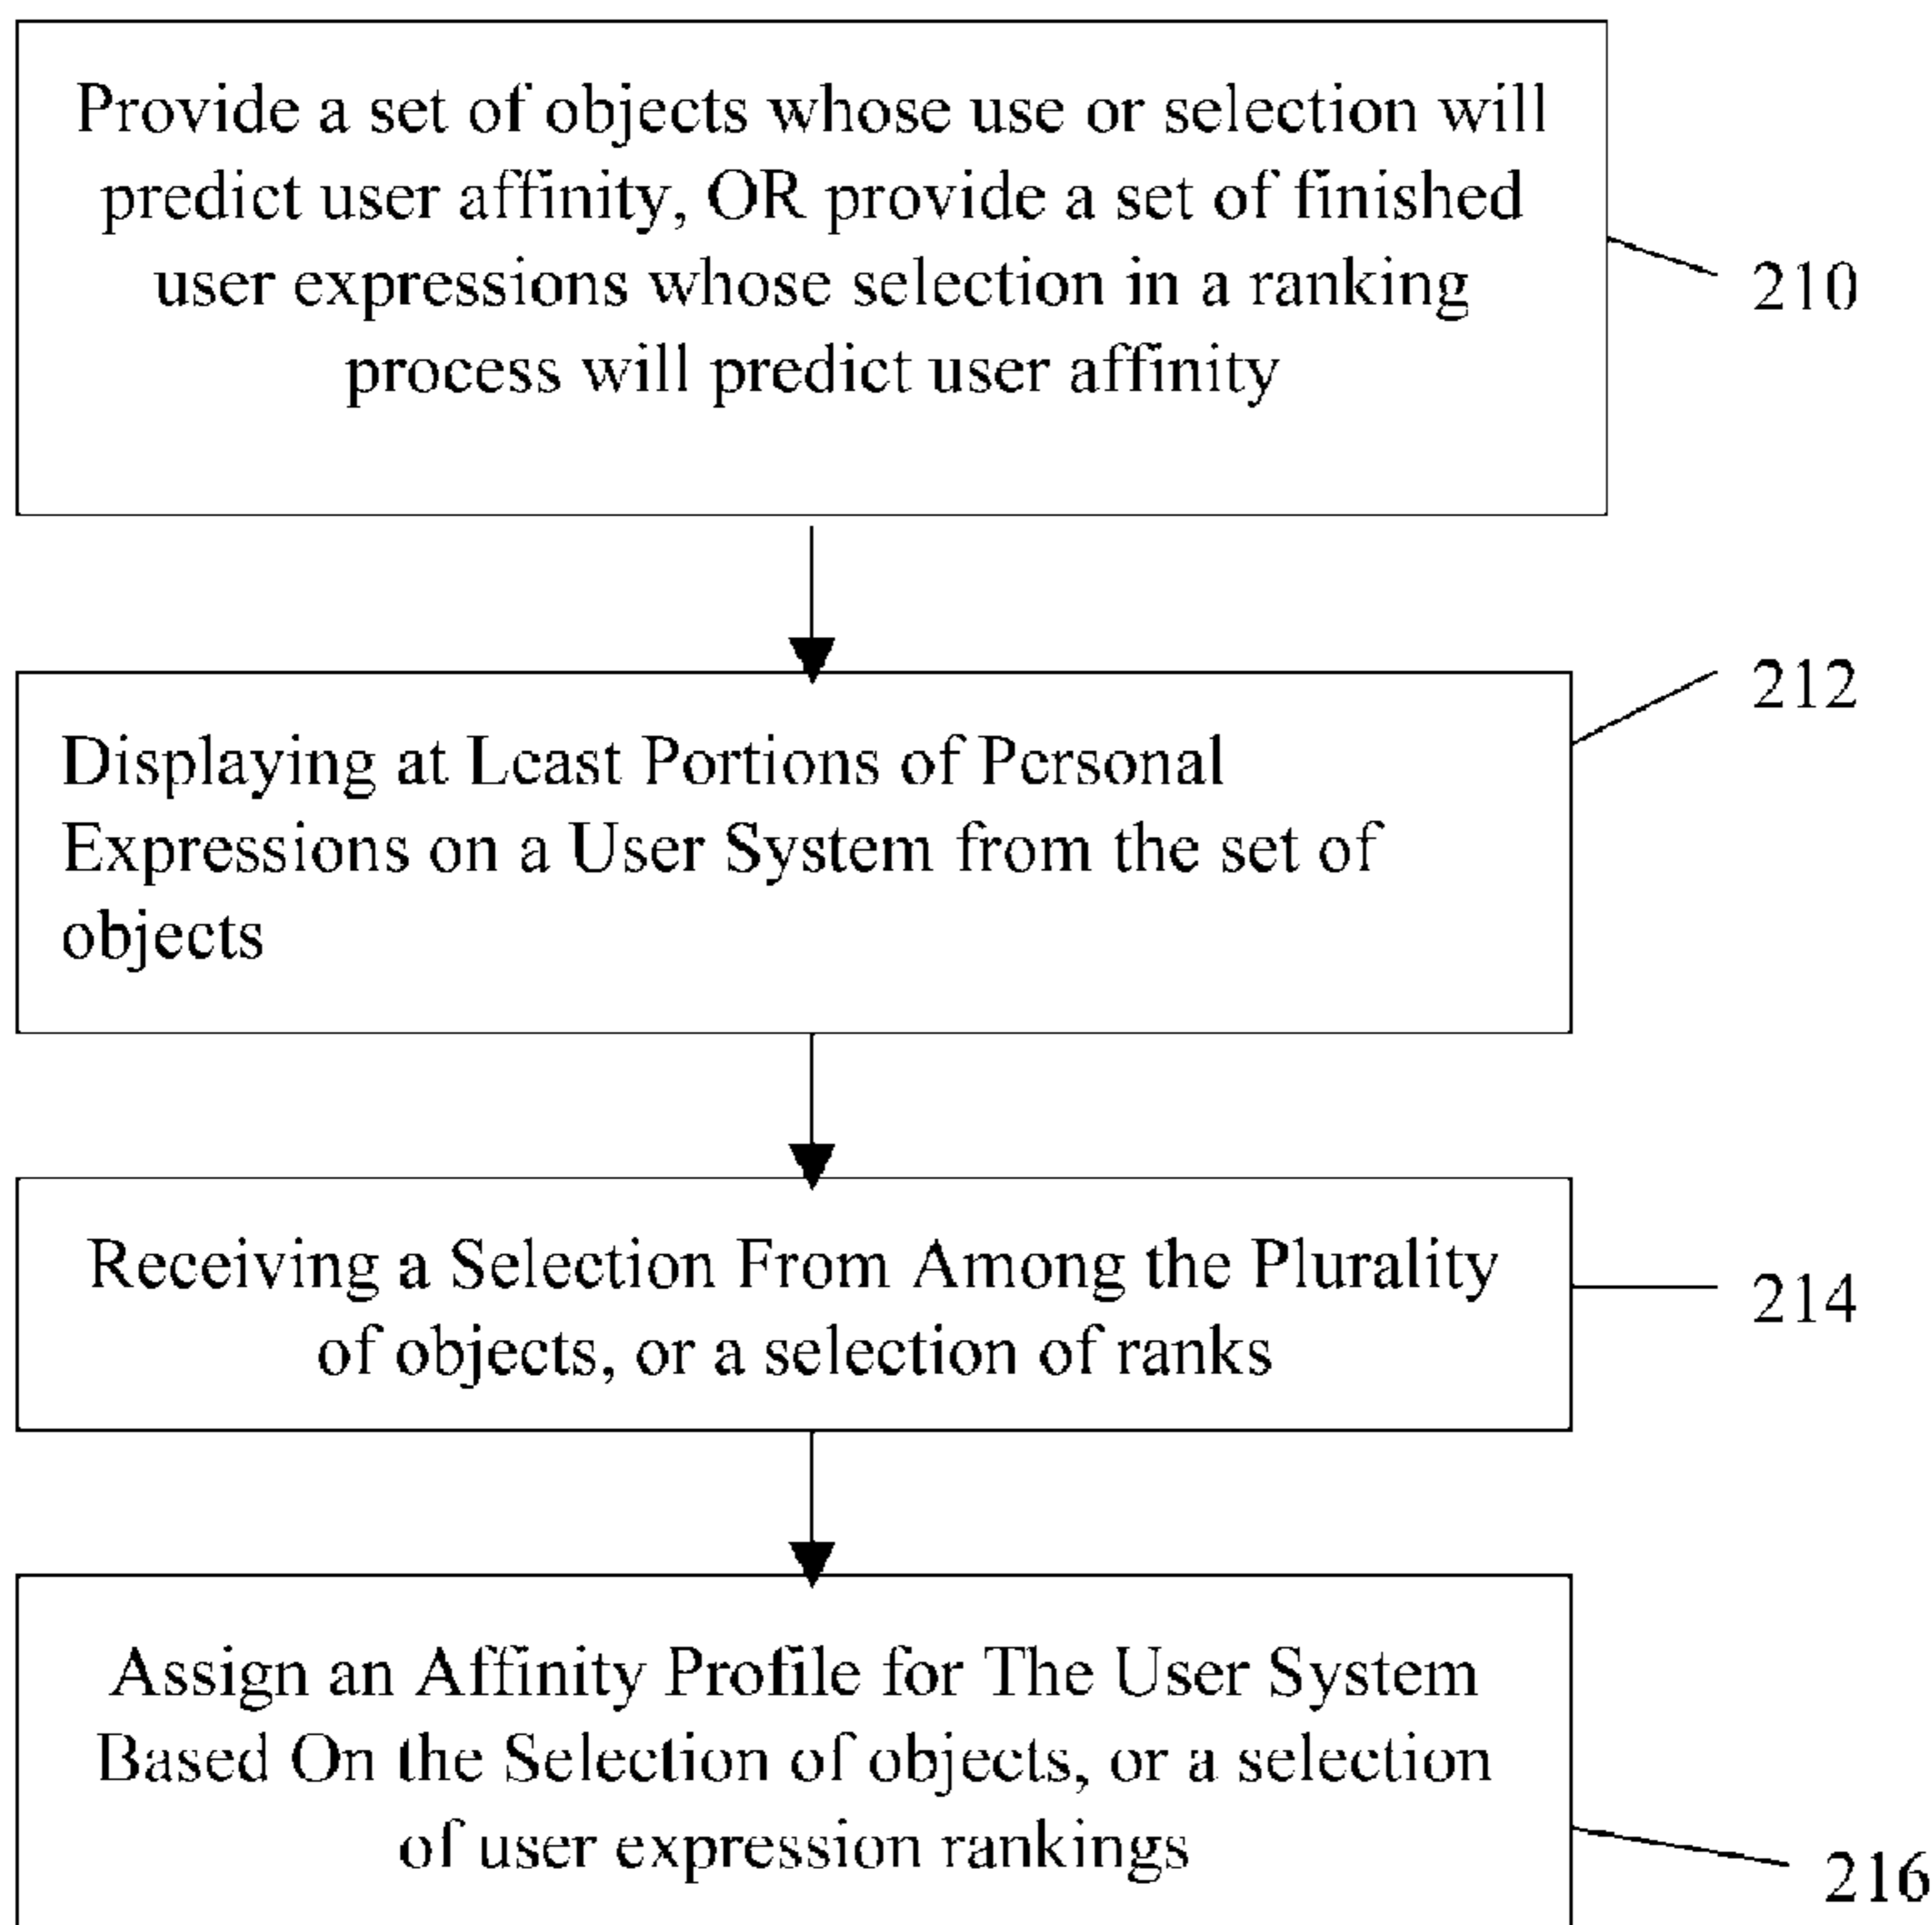 Provide a set of objects whose use or selection will
predict user affinity, OR provide a set of finished
user expressions whose selection in a ranking
process will predict user affinity
210
212
Displaying at Least Portions of Personal
Expressions on a User System from the set of
objects
Receiving a Selection From Among the Plurality
of objects, or a selection of ranks
214
Assign an Affinity Profile for The User System
Based On the Selection of objects, or a selection
of user expression rankings
216